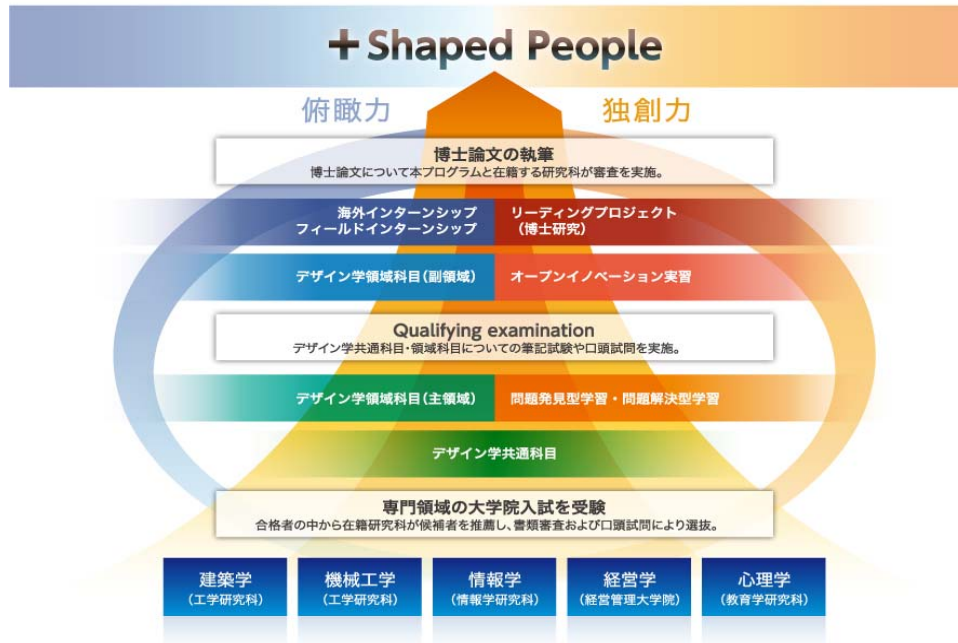 +Shaped People
俯瞰力
独創力
博士論文の執筆
博士論文について本プログラムと在籍する研究科が審査を実施。
海外インターンシップ
フィールドインターンシップ
リーディングプロジェクト
（博士研究）
デザイン学領域科目（副領域）
オープンイノベーション実習
Qualifying examination
デザイン学共通科目・領域科目についての筆記試験や口頭試問を実施。
デザイン学領域科目（主領域）
問題発見型学習・問題解決型学習
デザイン学共通科目
専門領域の大学院入試を受験
合格者の中から在籍研究科が候補者を推薦し、書類審査および口頭試問により選抜。
建築学
（工学研究科）
機械工学
（工学研究科）
情報学
（情報学研究科）
経営学
（経営管理大学院）
心理学
（教育学研究科）